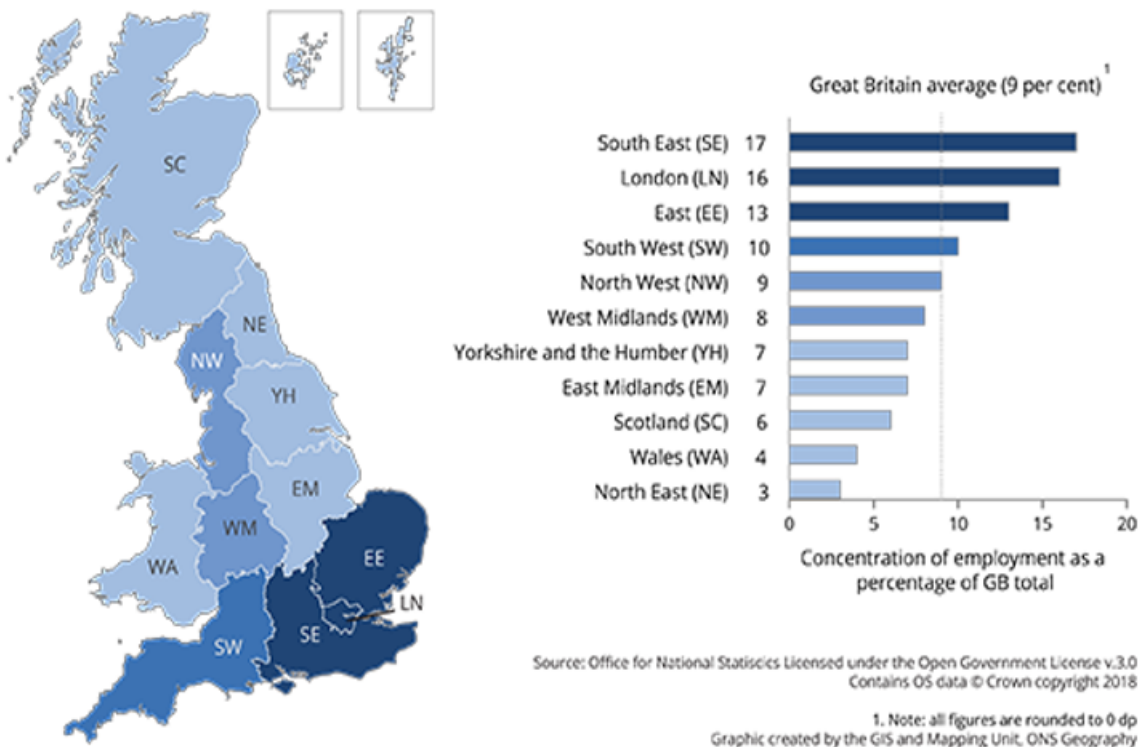 SC
NE
NW
YH
EM
WM
WA
EE
LN
SE
SW
Great Britain average (9 per cent) 1
South East (SE) 17
London (LN) 16
East (EE) 13
South West (SW) 10
North West (NW) 9
West Midlands (WM) 8
Yorkshire and the Humber (YH) 7
East Midlands (EM) 7
Scotland (SC) 6
Wales (WA) 4
North East (NE) 3
0 5 10 15 20
Concentration of employment as a
percentage of GB total
Source: Office for National Statiscics Licensed under the Open Government License v.3.0
Contains OS data © Crown copyright 2018
1. Note: all figures are rounded to 0 dp
Graphic created by the GIS and Mapping Unit, ONS Geography